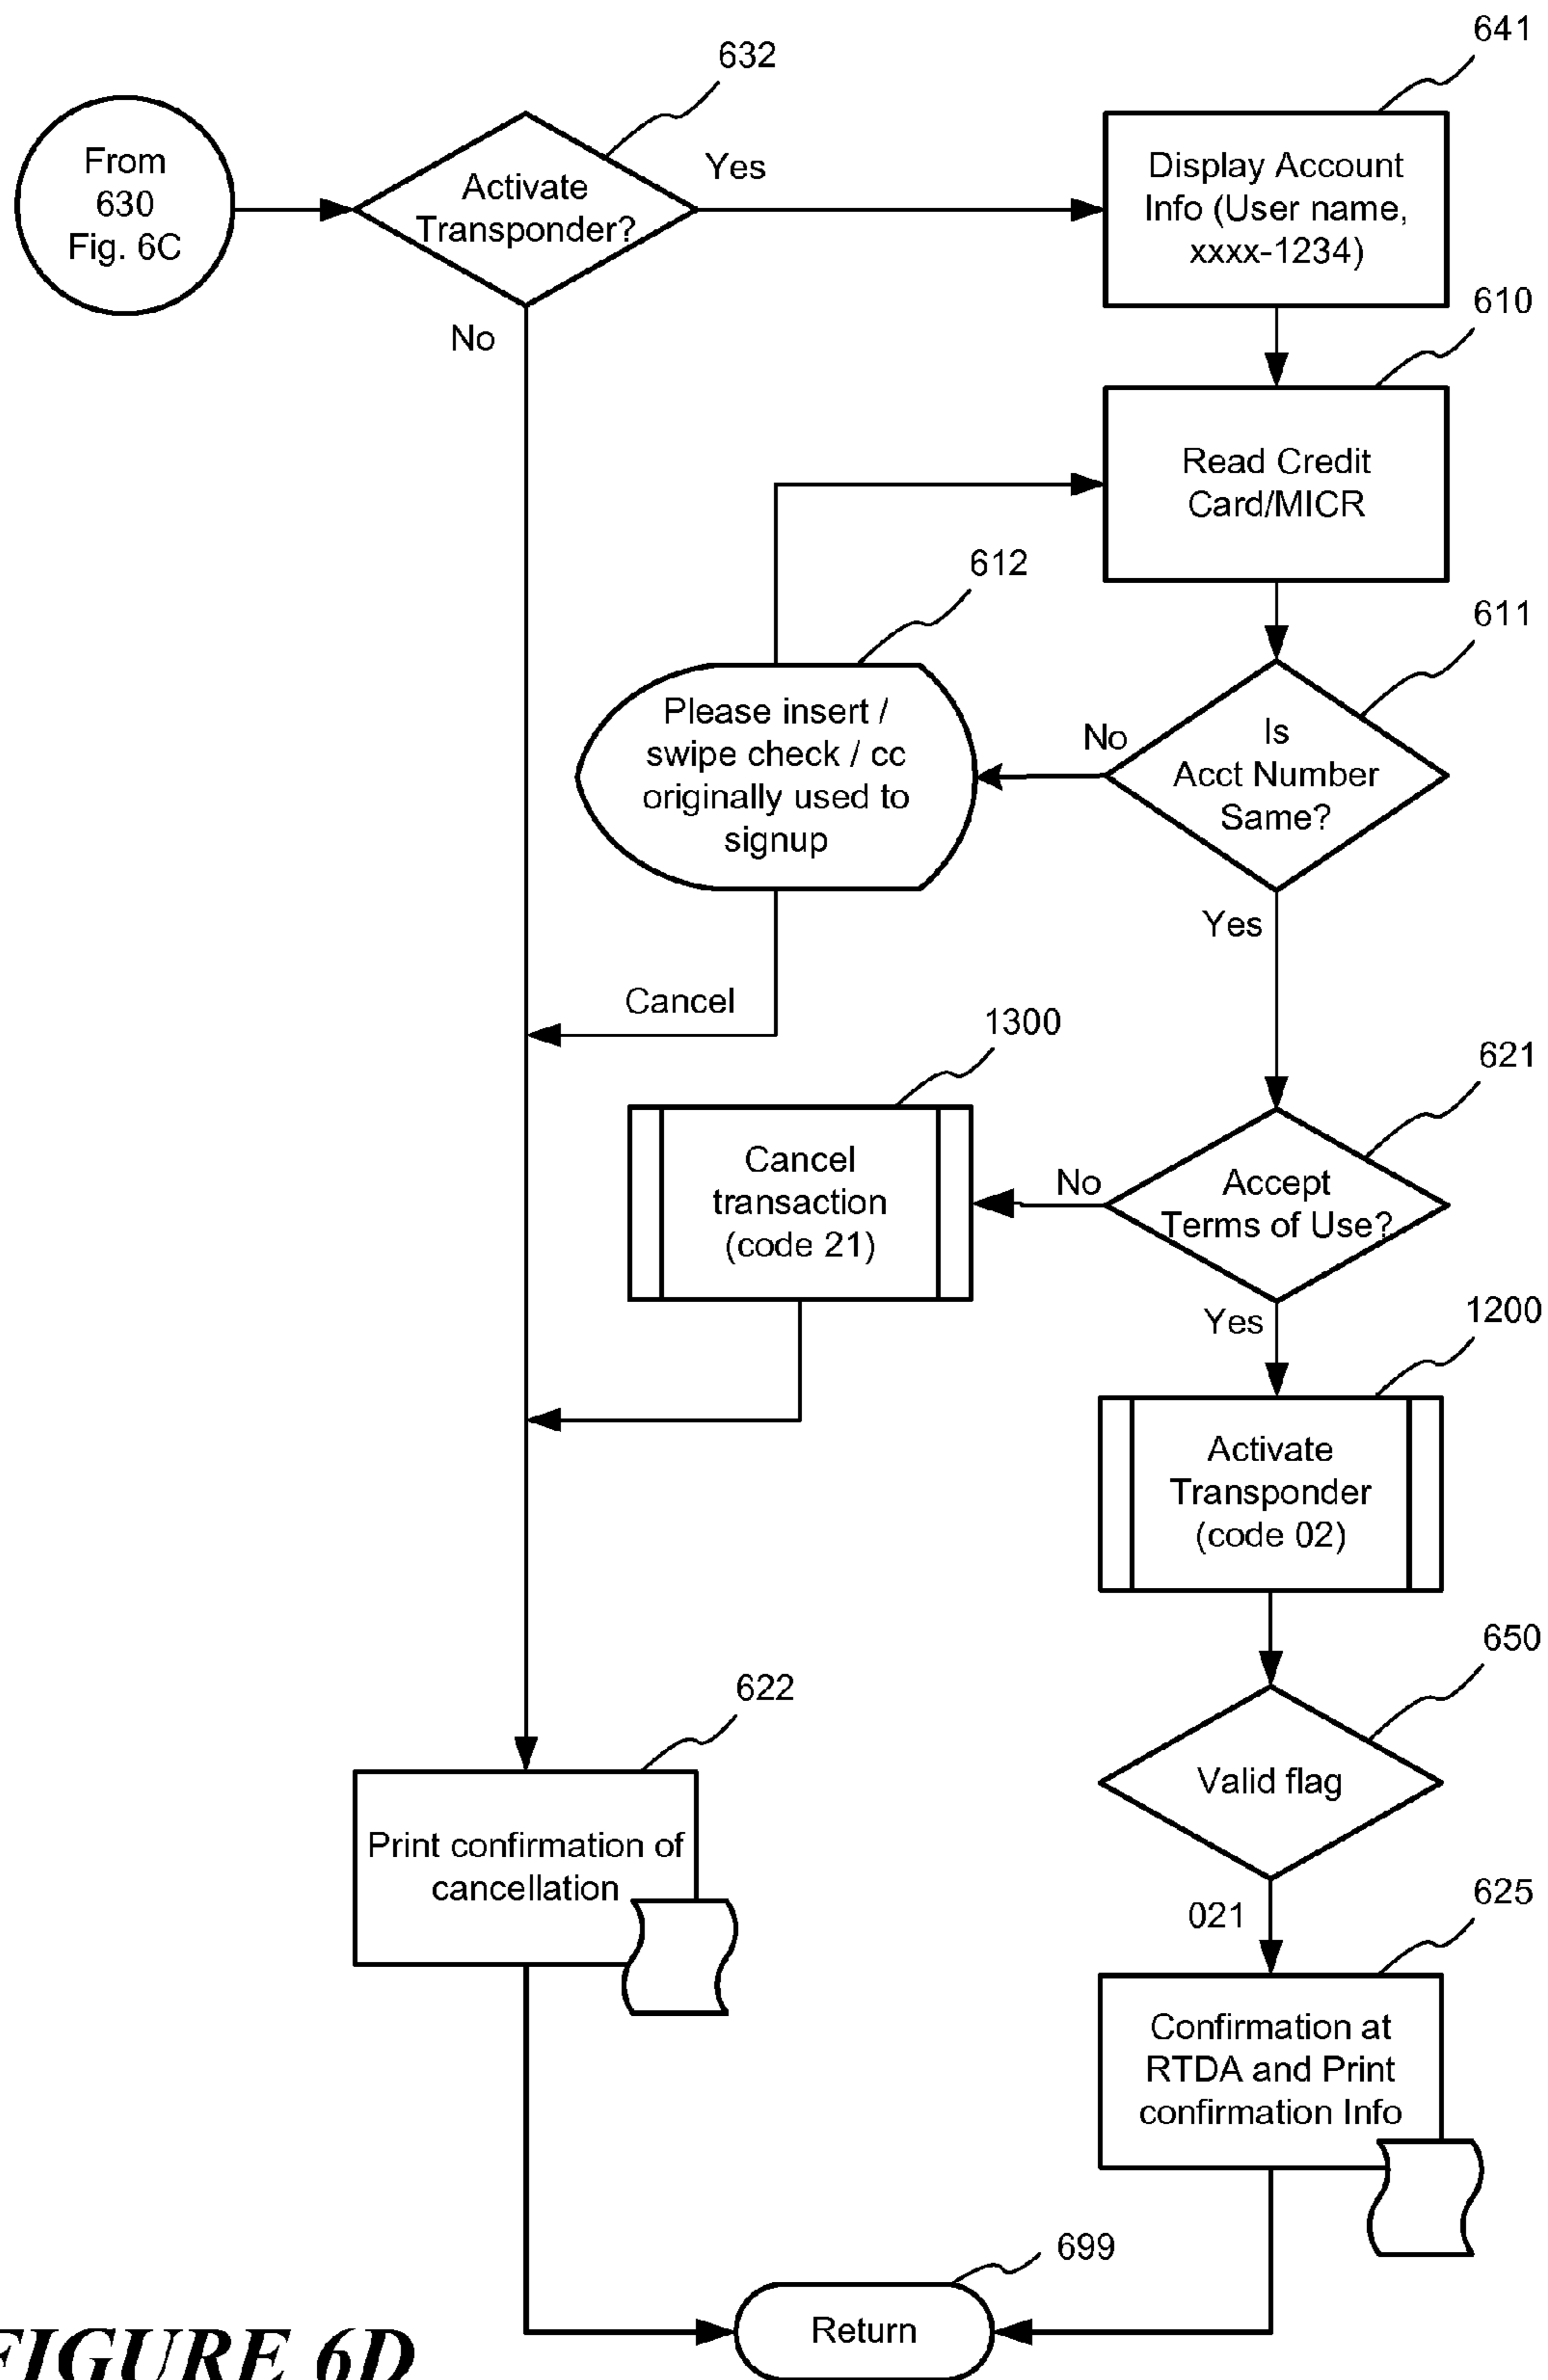 641
632
From
630
Fig. 6C
Activate
Transponder?
Yes
Display Account
Info (User name,
xxxx-1234)
No
610
Read Credit
Card/MICR
612
611
Please insert /
swipe check / cc
originally used to
signup
No
Is
Acct Number
Same?
Yes
Cancel
1300
621
Cancel
transaction
(code 21)
No
Accept
Terms of Use?
Yes
1200
Activate
Transponder
(code 02)
650
622
Valid flag
Print confirmation of
cancellation
021
625
Confirmation at
RTDA and Print
confirmation Info
699
Return
FIGURE 6D